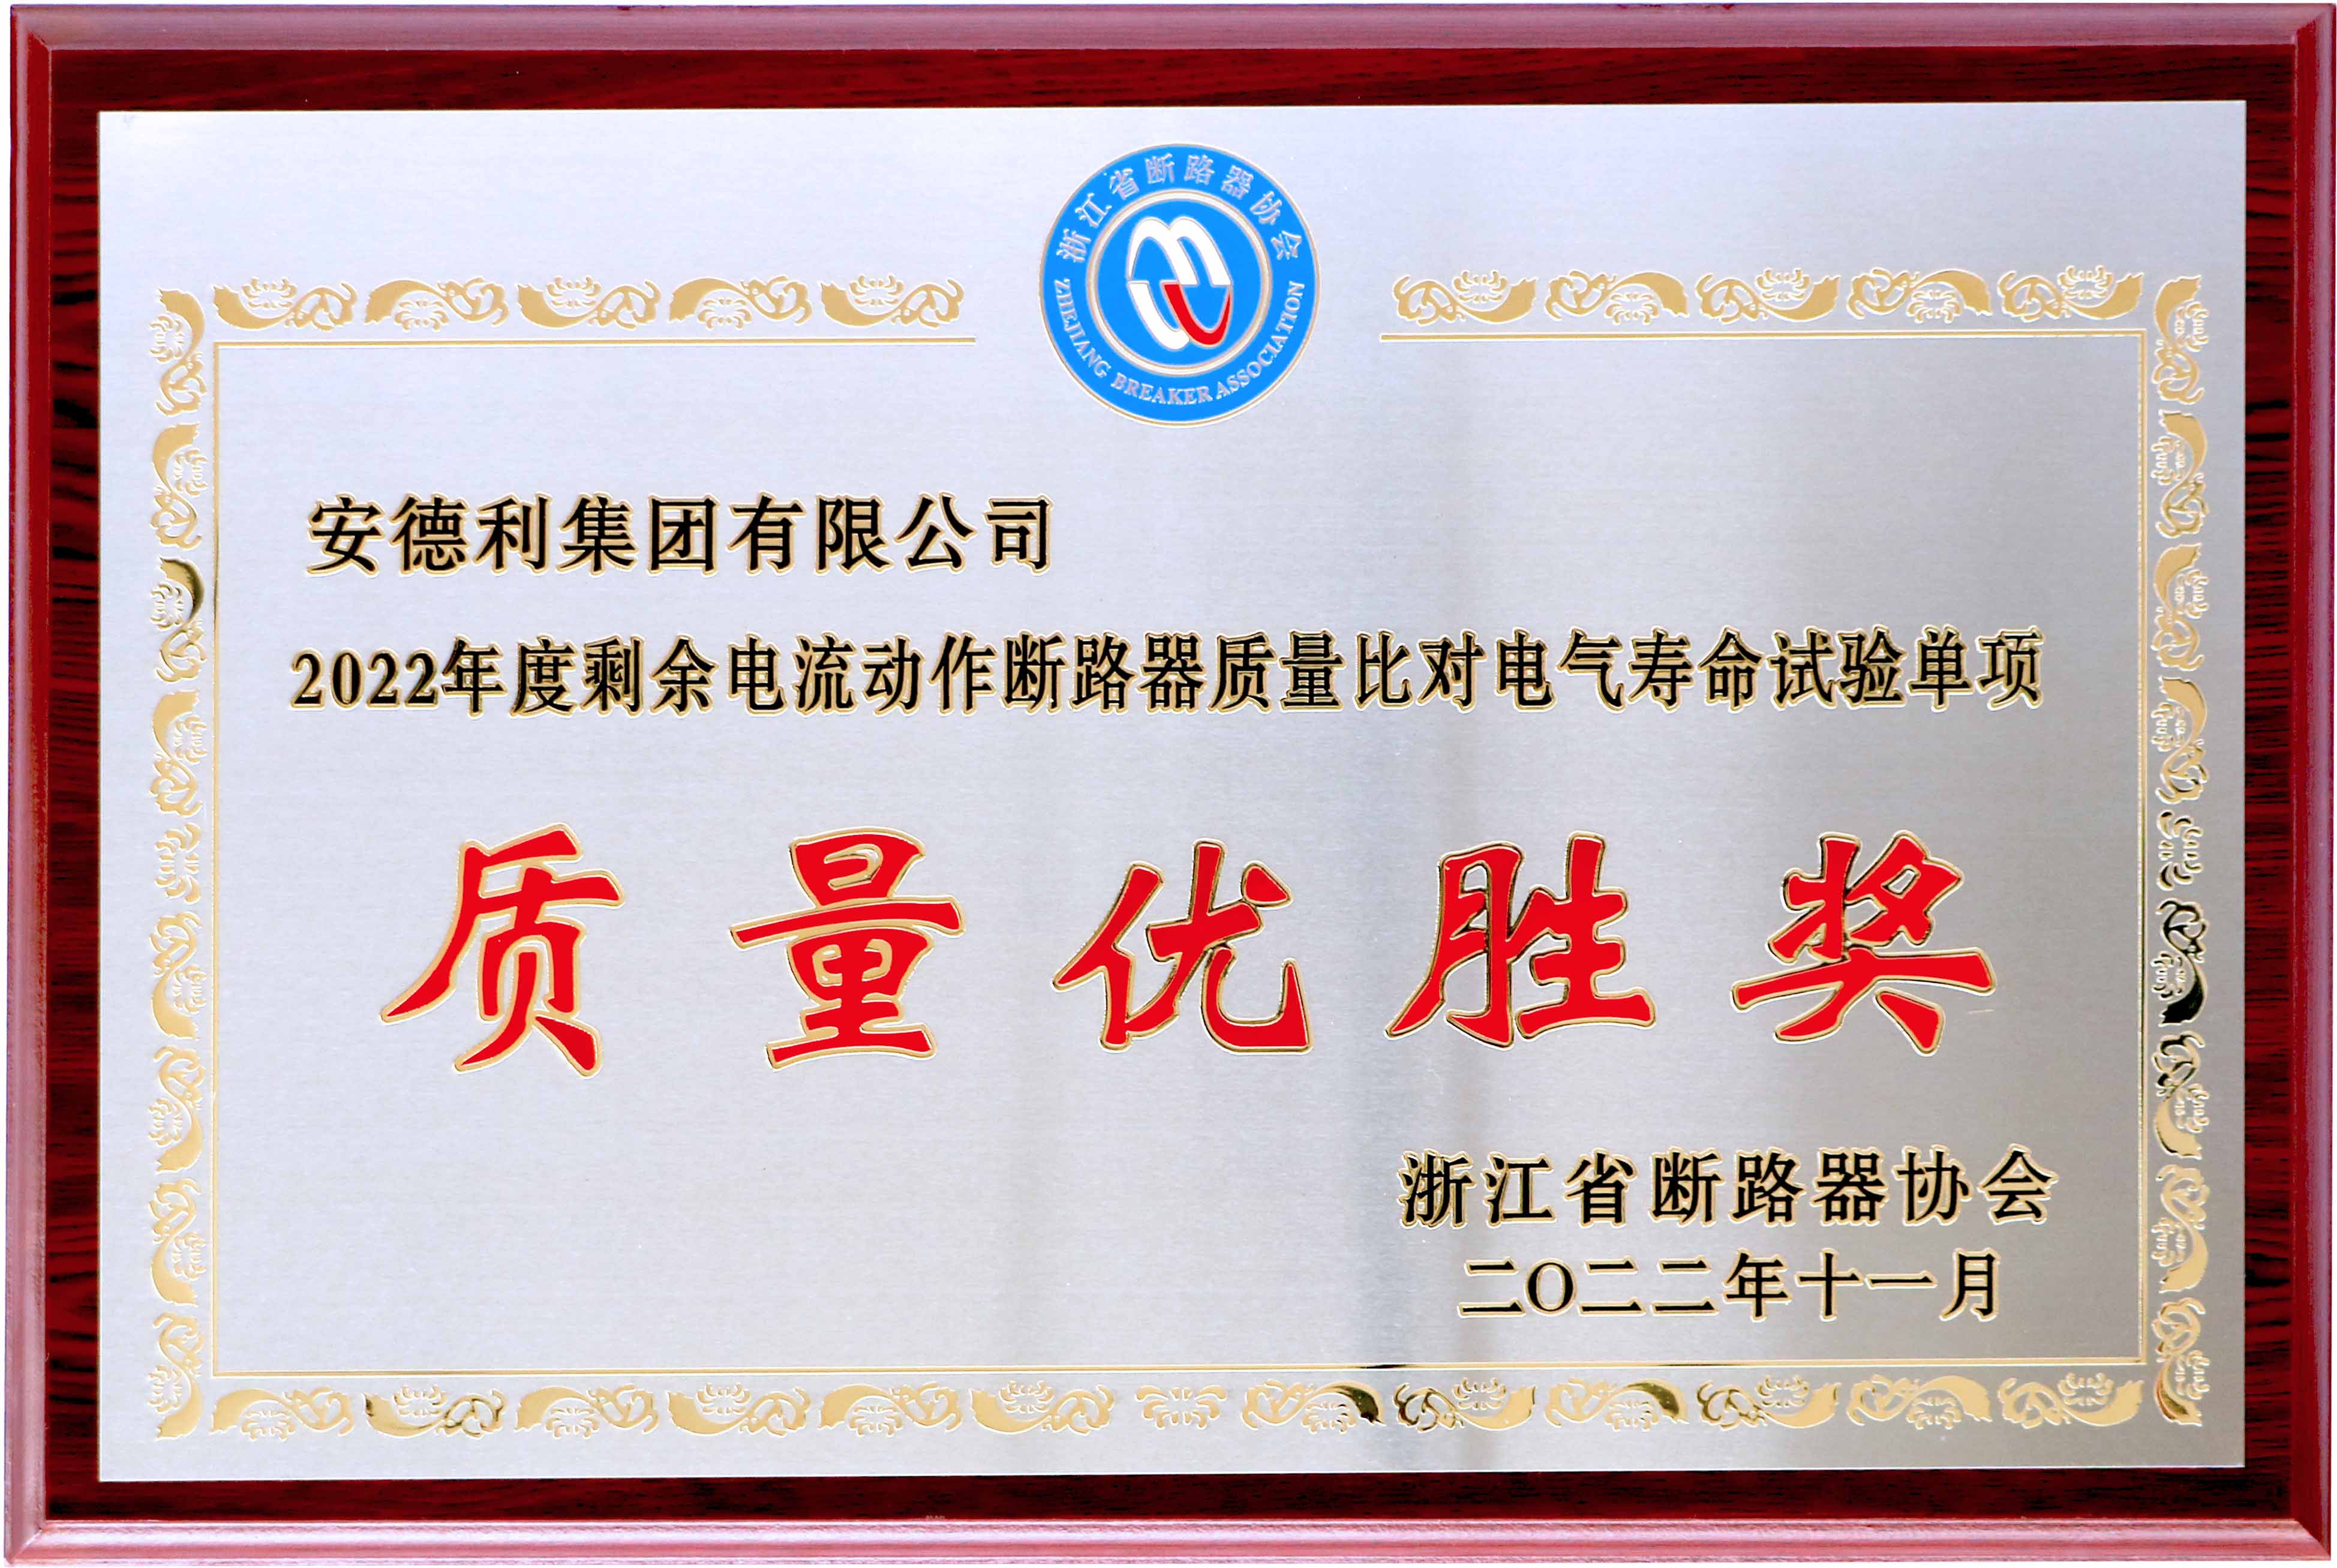 浙江省断路器协会
ZHEJIANG BREAKER ASSOCIATION
安德利集团有限公司
2022年度剩余电流动作断路器质量比对电气寿命试验单项
质量优胜奖
浙江省断路器协会
二〇二二年十一月